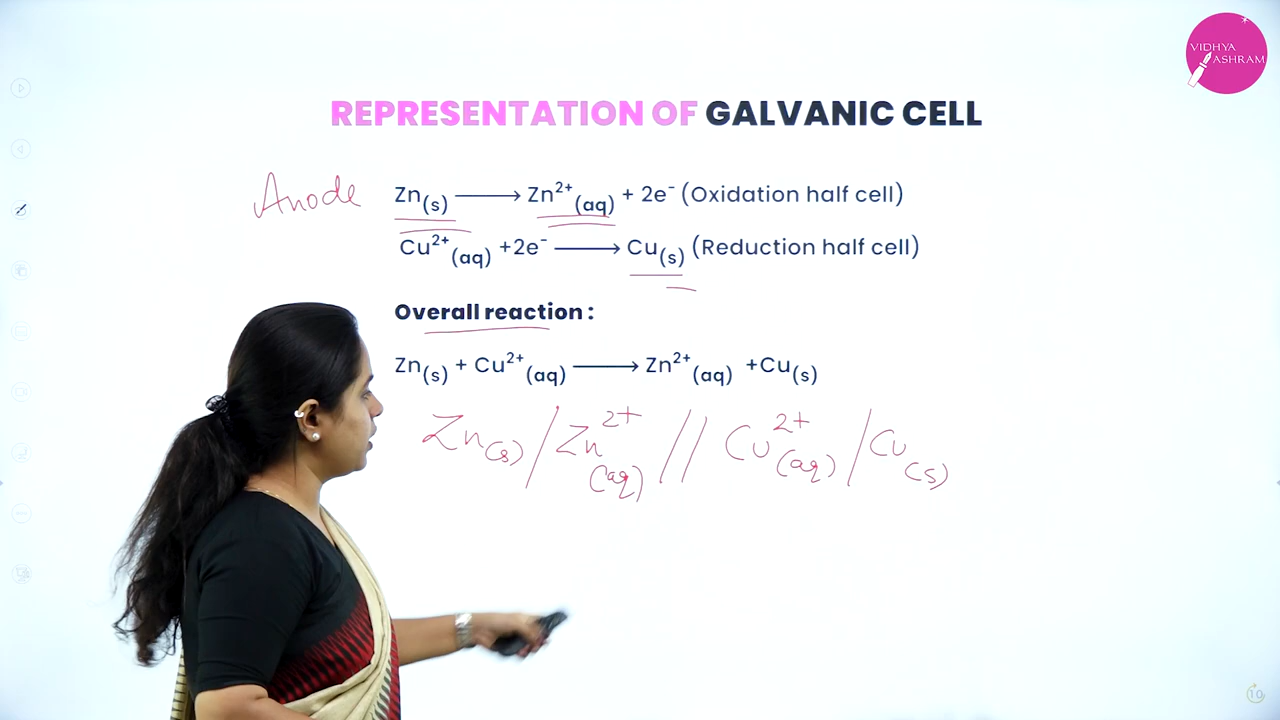 VIDHYA
ASHRAM
REPRESENTATION OF GALVANIC CELL
Anode
Zn(s) ⟶ Zn²⁺(aq) + 2e⁻ (Oxidation half cell)
Cu²⁺(aq) +2e⁻ ⟶ Cu(s) (Reduction half cell)
Overall reaction :
Zn(s) + Cu²⁺(aq) ⟶ Zn²⁺(aq) +Cu(s)
Zn(s) / Zn²⁺(aq) // Cu²⁺(aq) / Cu(s)
10